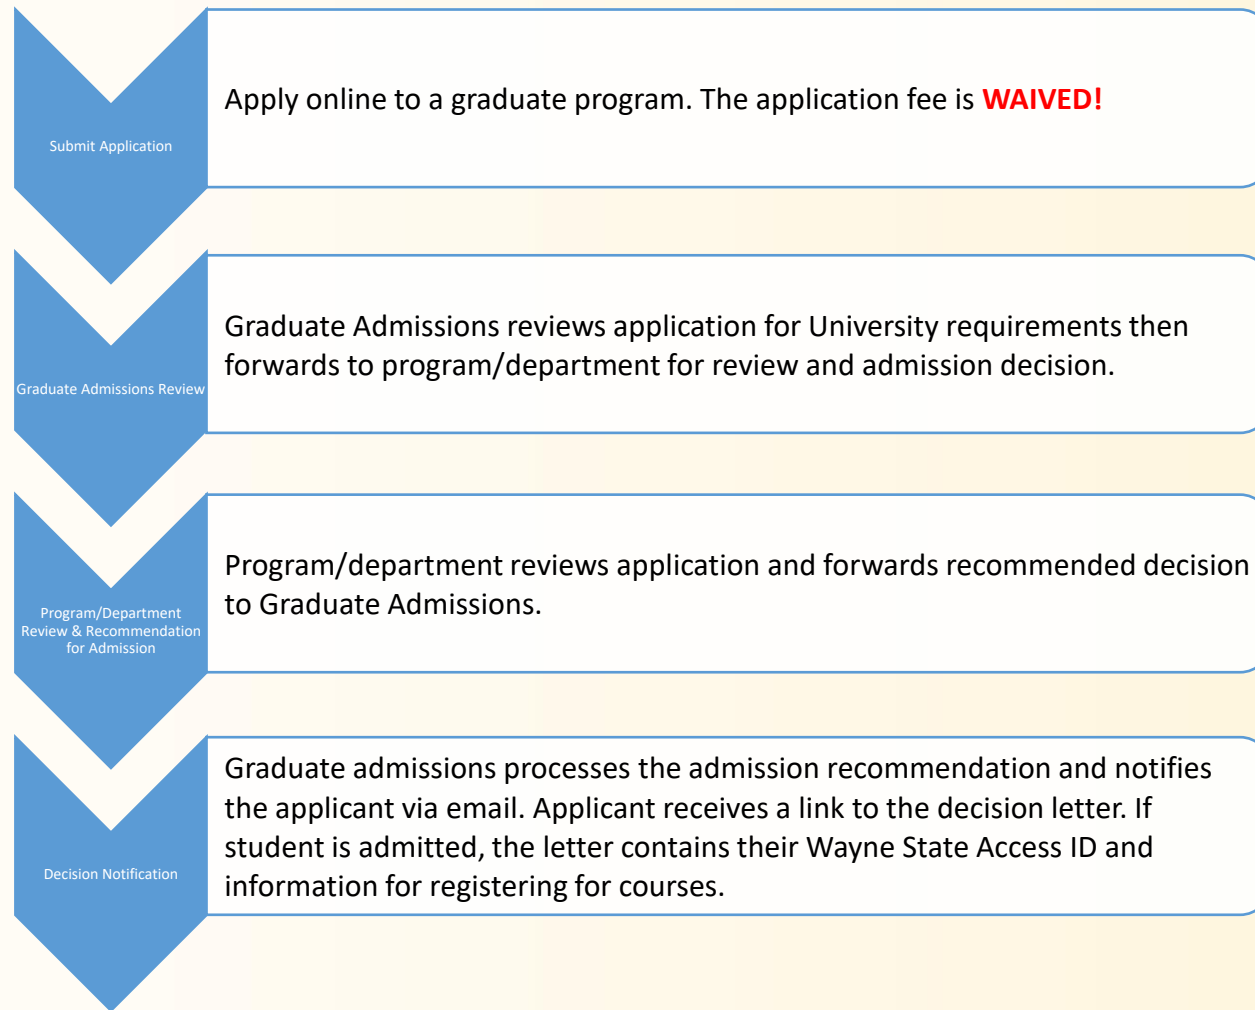 Submit Application
Apply online to a graduate program. The application fee is WAIVED!
Graduate Admissions Review
Graduate Admissions reviews application for University requirements then
forwards to program/department for review and admission decision.
Program/Department
Review & Recommendation
for Admission
Program/department reviews application and forwards recommended decision
to Graduate Admissions.
Decision Notification
Graduate admissions processes the admission recommendation and notifies
the applicant via email. Applicant receives a link to the decision letter. If
student is admitted, the letter contains their Wayne State Access ID and
information for registering for courses.